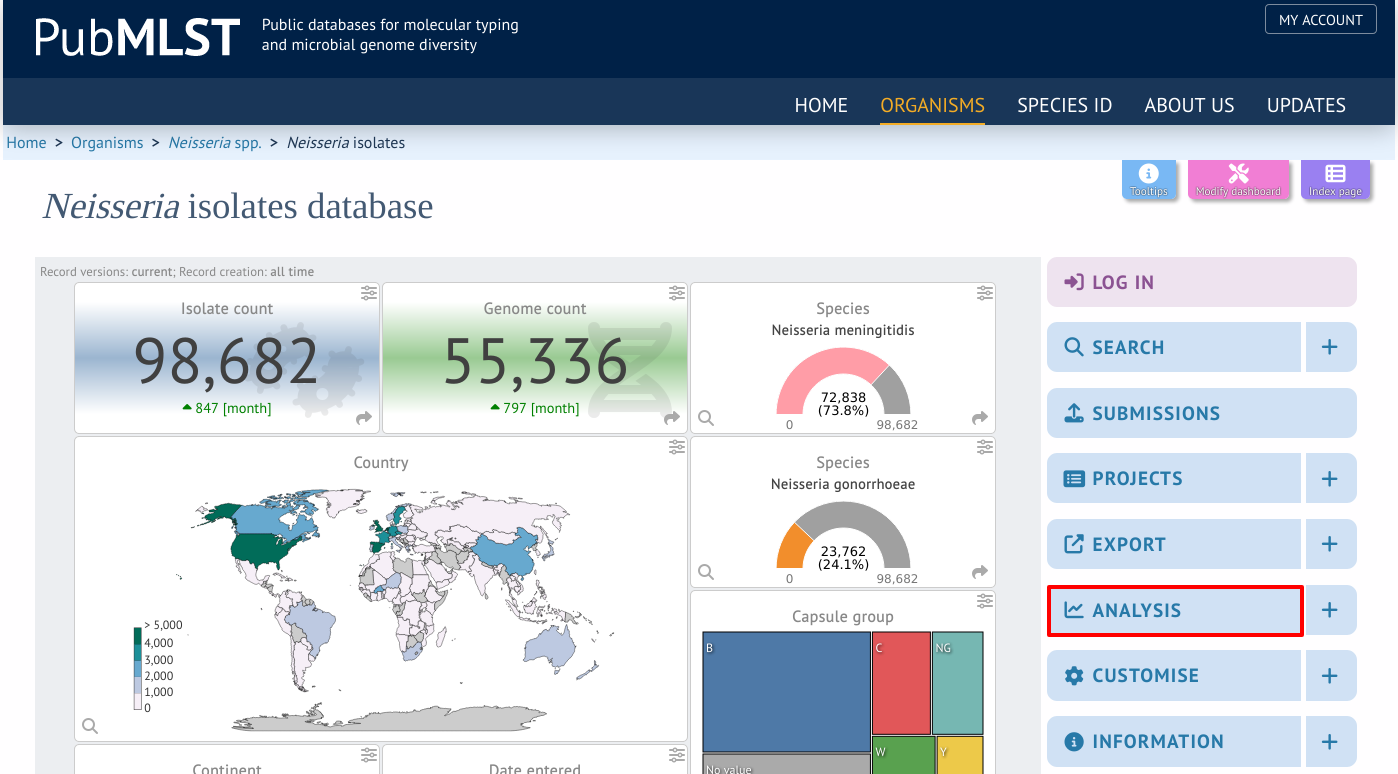 PubMLST
Public databases for molecular typing
and microbial genome diversity
MY ACCOUNT
HOME
ORGANISMS
SPECIES ID
ABOUT US
UPDATES
Home > Organisms > Neisseria spp. > Neisseria isolates
Tooltips
Modify dashboard
Index page
Neisseria isolates database
Record versions: current; Record creation: all time
Isolate count
98,682
847 [month]
Genome count
55,336
797 [month]
Species
Neisseria meningitidis
72,838
(73.8%)
0
98,682
Country
> 5,000
4,000
3,000
2,000
1,000
0
Species
Neisseria gonorrhoeae
23,762
(24.1%)
0
98,682
Capsule group
B
C
NG
W
Y
No value
Continent
Date entered
LOG IN
SEARCH
+
SUBMISSIONS
PROJECTS
+
EXPORT
+
ANALYSIS
+
CUSTOMISE
+
INFORMATION
+